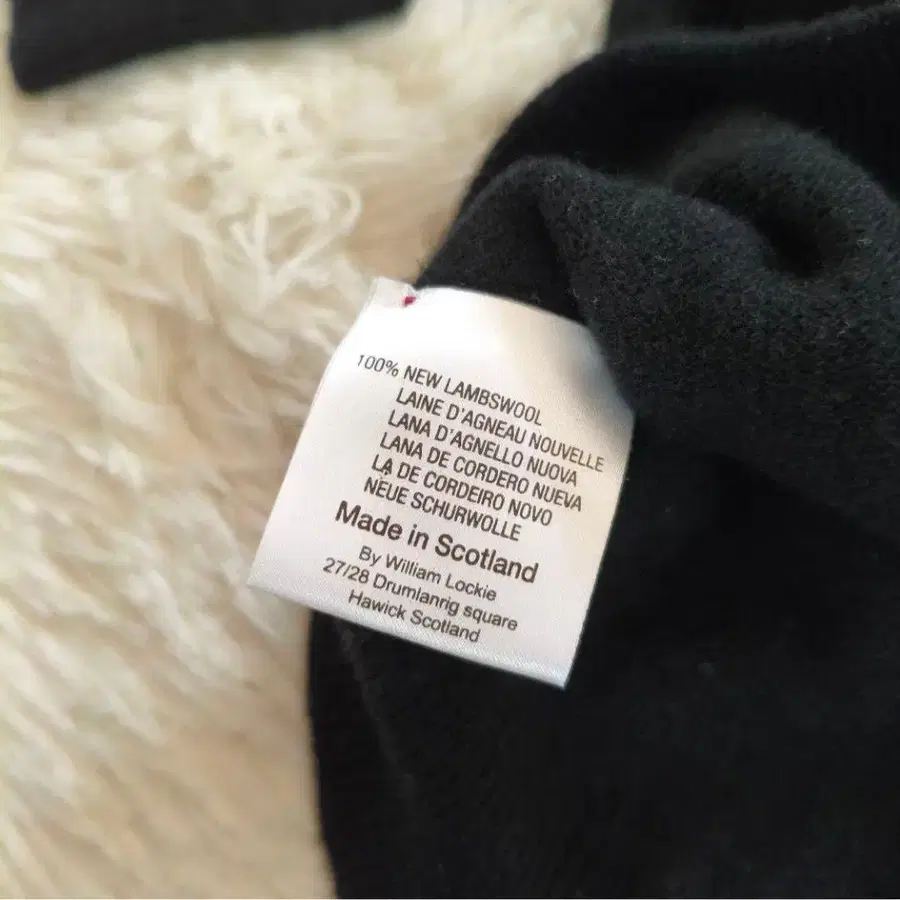 100% NEW LAMBSWOOL
LAINE D'AGNEAU NOUVELLE
LANA D'AGNELLO NUOVA
LANA DE CORDERO NUEVA
LẠ DE CORDEIRO NOVO
NEUE SCHURWOLLE
Made in Scotland
By William Lockie
27/28 Drumlanrig square
Hawick Scotland